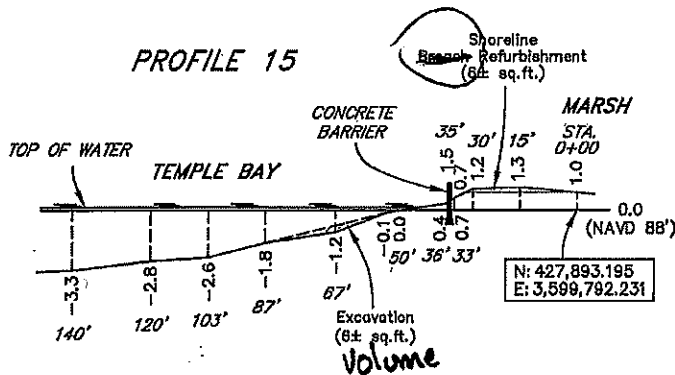 PROFILE 15
Shoreline
Breach Refurbishment
(6± sq.ft.)
CONCRETE
BARRIER
MARSH
STA.
0+00
TOP OF WATER
TEMPLE BAY
35'
30'
15'
1.5
0.7
1.2
1.3
1.0
0.0
(NAVD 88')
-3.3
-2.8
-2.6
-1.8
-1.2
-0.1
0.0
0.4
0.7
50'
36'
33'
140'
120'
103'
87'
67'
N: 427,893.195
E: 3,599,792.231
Excavation
(6± sq.ft.)
Volume